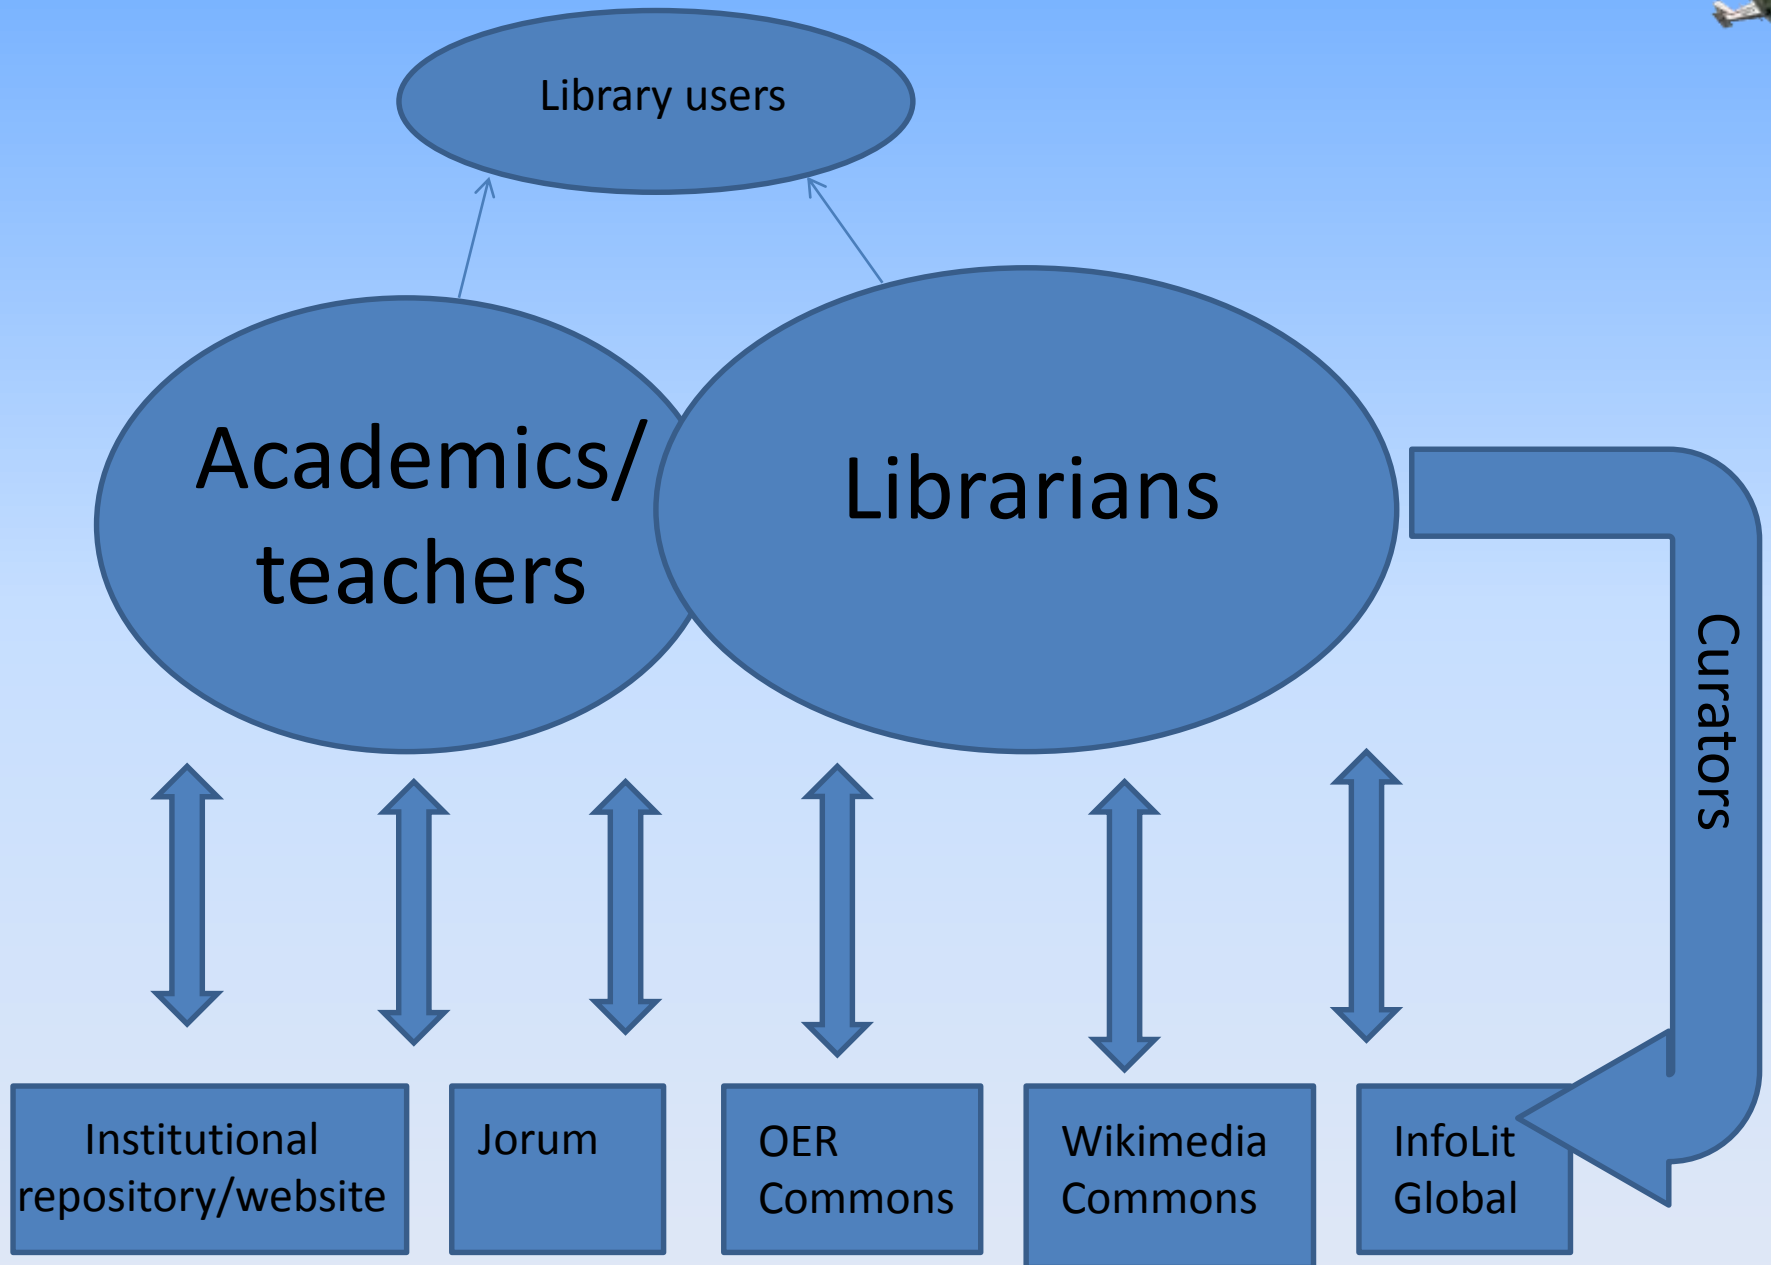 Library users
Academics/
teachers
Librarians
Curators
Institutional
repository/website
Jorum
OER
Commons
Wikimedia
Commons
InfoLit
Global